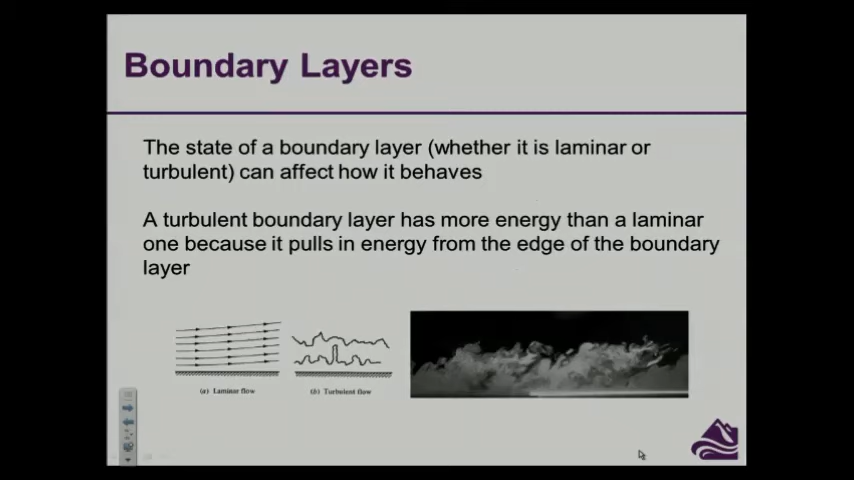 Boundary Layers
The state of a boundary layer (whether it is laminar or
turbulent) can affect how it behaves
A turbulent boundary layer has more energy than a laminar
one because it pulls in energy from the edge of the boundary
layer
(a) Laminar flow
(b) Turbulent flow